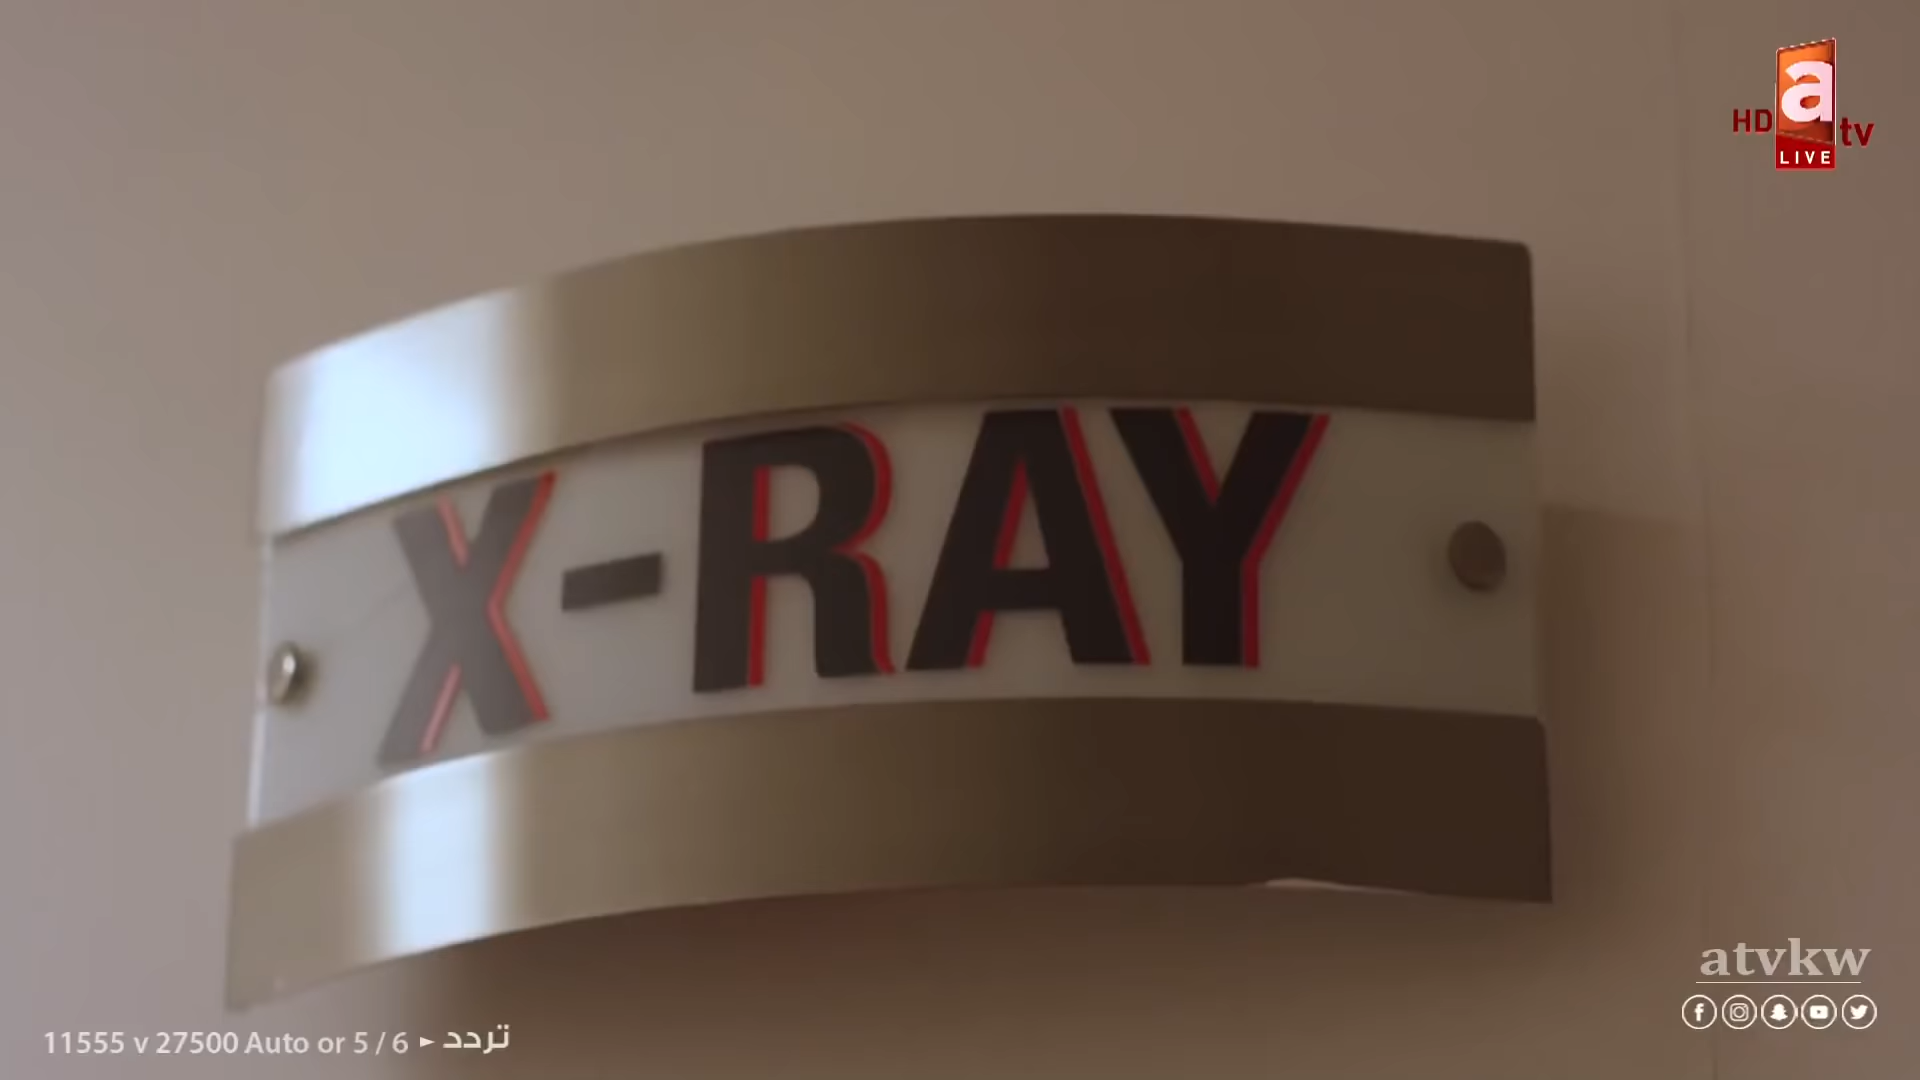 HD a tv
LIVE
X-RAY
atvkw
11555 v 27500 Auto or 5 / 6 ► تردد